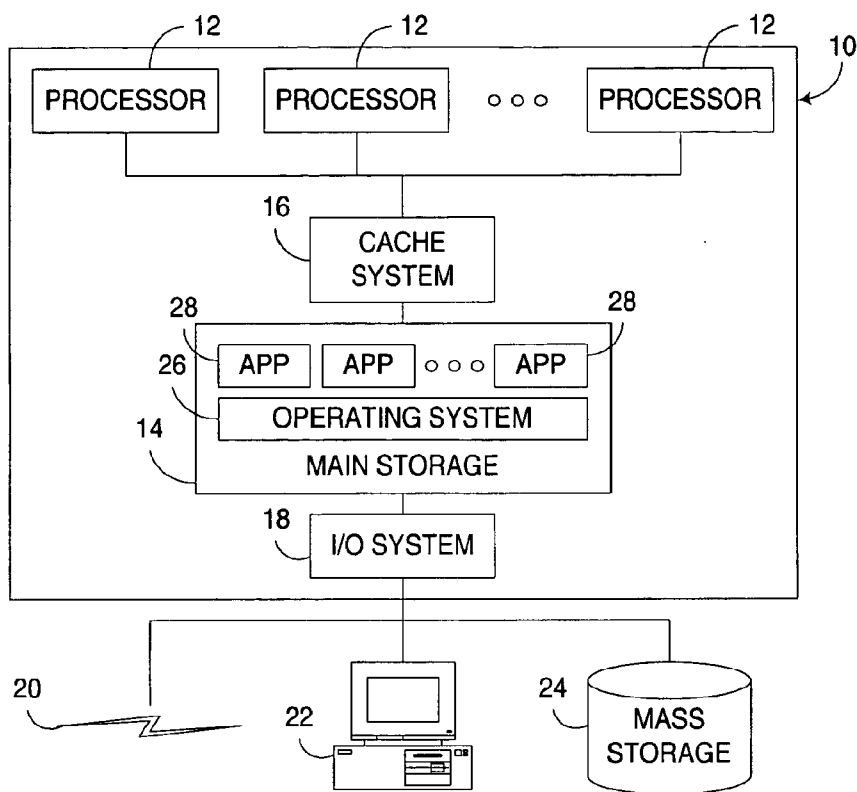 12 12 12
10
PROCESSOR PROCESSOR PROCESSOR
16
CACHE
SYSTEM
28 28
APP APP APP
26
OPERATING SYSTEM
14
MAIN STORAGE
18
I/O SYSTEM
20
22
24
MASS
STORAGE